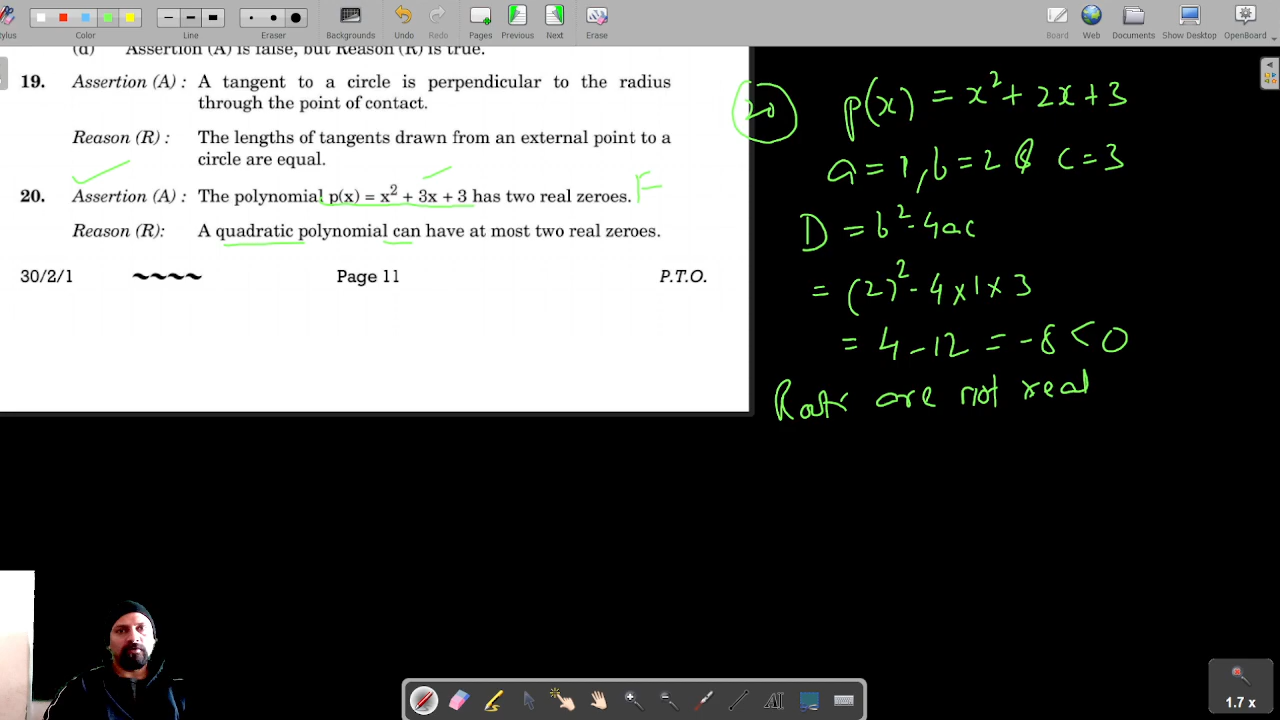 Stylus
Color
Line
Eraser
Backgrounds
Undo
Redo
Pages
Previous
Next
Erase
Board
Web
Documents
Show Desktop
OpenBoard
(d) Assertion (A) is false, but Reason (R) is true.
19. Assertion (A) : A tangent to a circle is perpendicular to the radius
through the point of contact.
Reason (R) : The lengths of tangents drawn from an external point to a
circle are equal.
20. Assertion (A) : The polynomial p(x) = x² + 3x + 3 has two real zeroes. F
Reason (R): A quadratic polynomial can have at most two real zeroes.
30/2/1 Page 11 P.T.O.
20 p(x) = x² + 2x + 3
a = 1, b = 2 & c = 3
D = b² - 4ac
= (2)² - 4 × 1 × 3
= 4 - 12 = -8 < 0
are not real
1.7 x